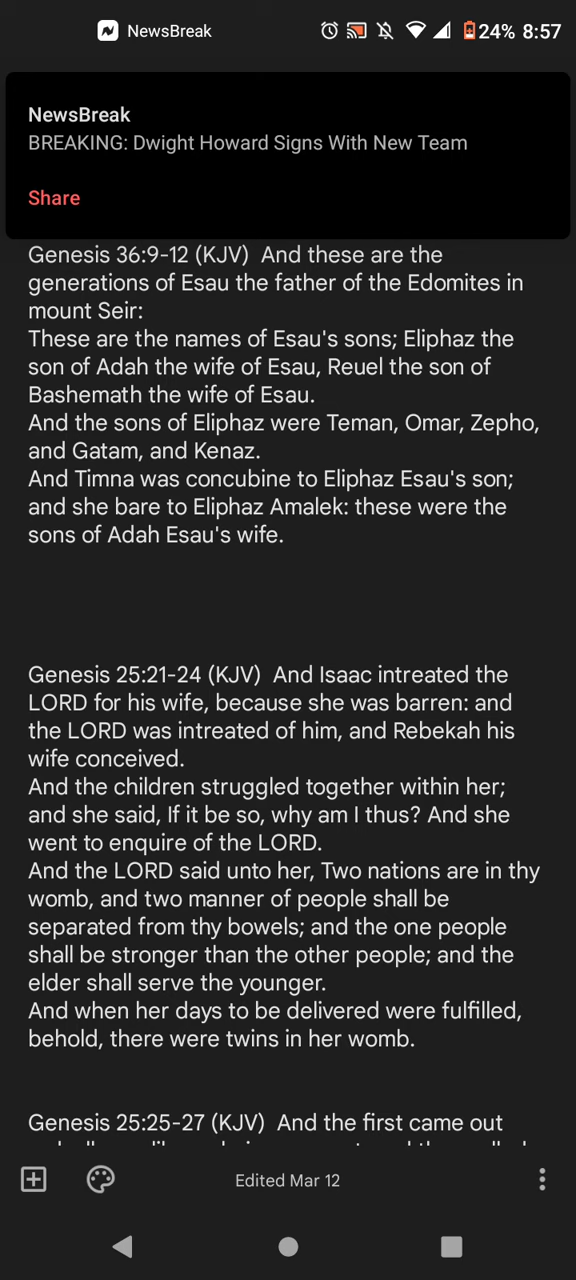 NewsBreak
24% 8:57
NewsBreak
BREAKING: Dwight Howard Signs With New Team
Share
Genesis 36:9-12 (KJV)  And these are the
generations of Esau the father of the Edomites in
mount Seir:
These are the names of Esau's sons; Eliphaz the
son of Adah the wife of Esau, Reuel the son of
Bashemath the wife of Esau.
And the sons of Eliphaz were Teman, Omar, Zepho,
and Gatam, and Kenaz.
And Timna was concubine to Eliphaz Esau's son;
and she bare to Eliphaz Amalek: these were the
sons of Adah Esau's wife.
Genesis 25:21-24 (KJV)  And Isaac intreated the
LORD for his wife, because she was barren: and
the LORD was intreated of him, and Rebekah his
wife conceived.
And the children struggled together within her;
and she said, If it be so, why am I thus? And she
went to enquire of the LORD.
And the LORD said unto her, Two nations are in thy
womb, and two manner of people shall be
separated from thy bowels; and the one people
shall be stronger than the other people; and the
elder shall serve the younger.
And when her days to be delivered were fulfilled,
behold, there were twins in her womb.
Genesis 25:25-27 (KJV)  And the first came out
Edited Mar 12